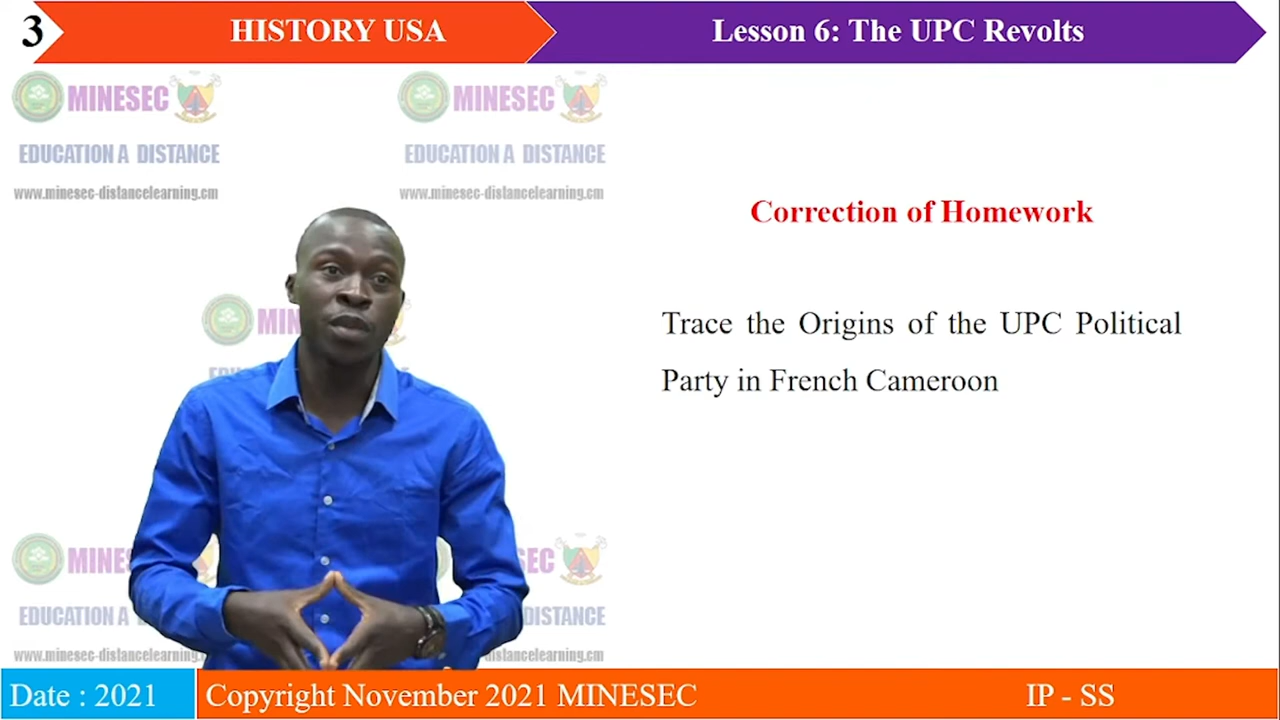 3
HISTORY USA
Lesson 6: The UPC Revolts
MINESEC
MINESEC
EDUCATION A DISTANCE
EDUCATION A DISTANCE
www.minesec-distancelearning.cm
www.minesec-distancelearning.cm
Correction of Homework
Trace the Origins of the UPC Political
Party in French Cameroon
EDUCATION A
DISTANCE
Date : 2021
Copyright November 2021 MINESEC
IP - SS